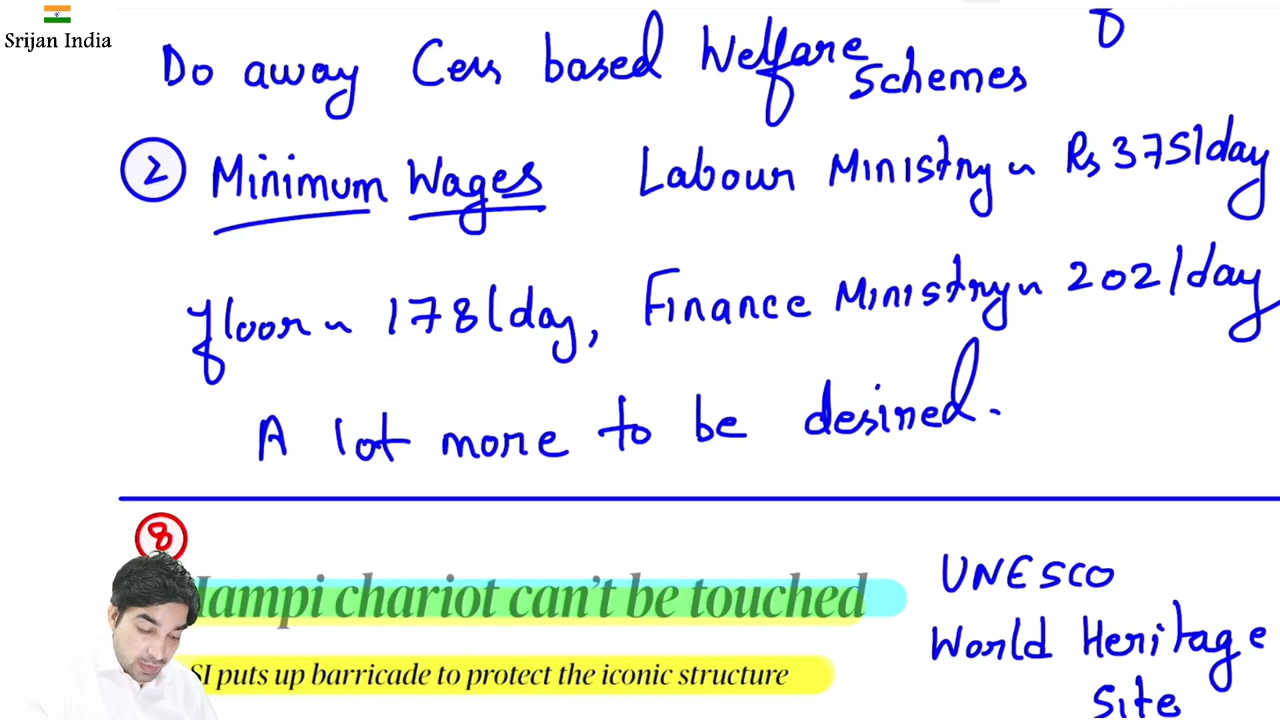 Srijan India
Do away Cess based Welfare Schemes
② Minimum Wages Labour Ministry ~ Rs 375/day
floor ~ 178/day, Finance Ministry ~ 202/day
A lot more to be desired.
8
Hampi chariot can't be touched
SI puts up barricade to protect the iconic structure
UNESCO
World Heritage
Site